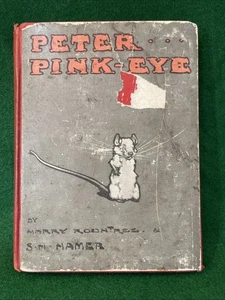 PETER...
PINK-EYE
BY
HARRY ROUNTREE &
S.H. HAMER